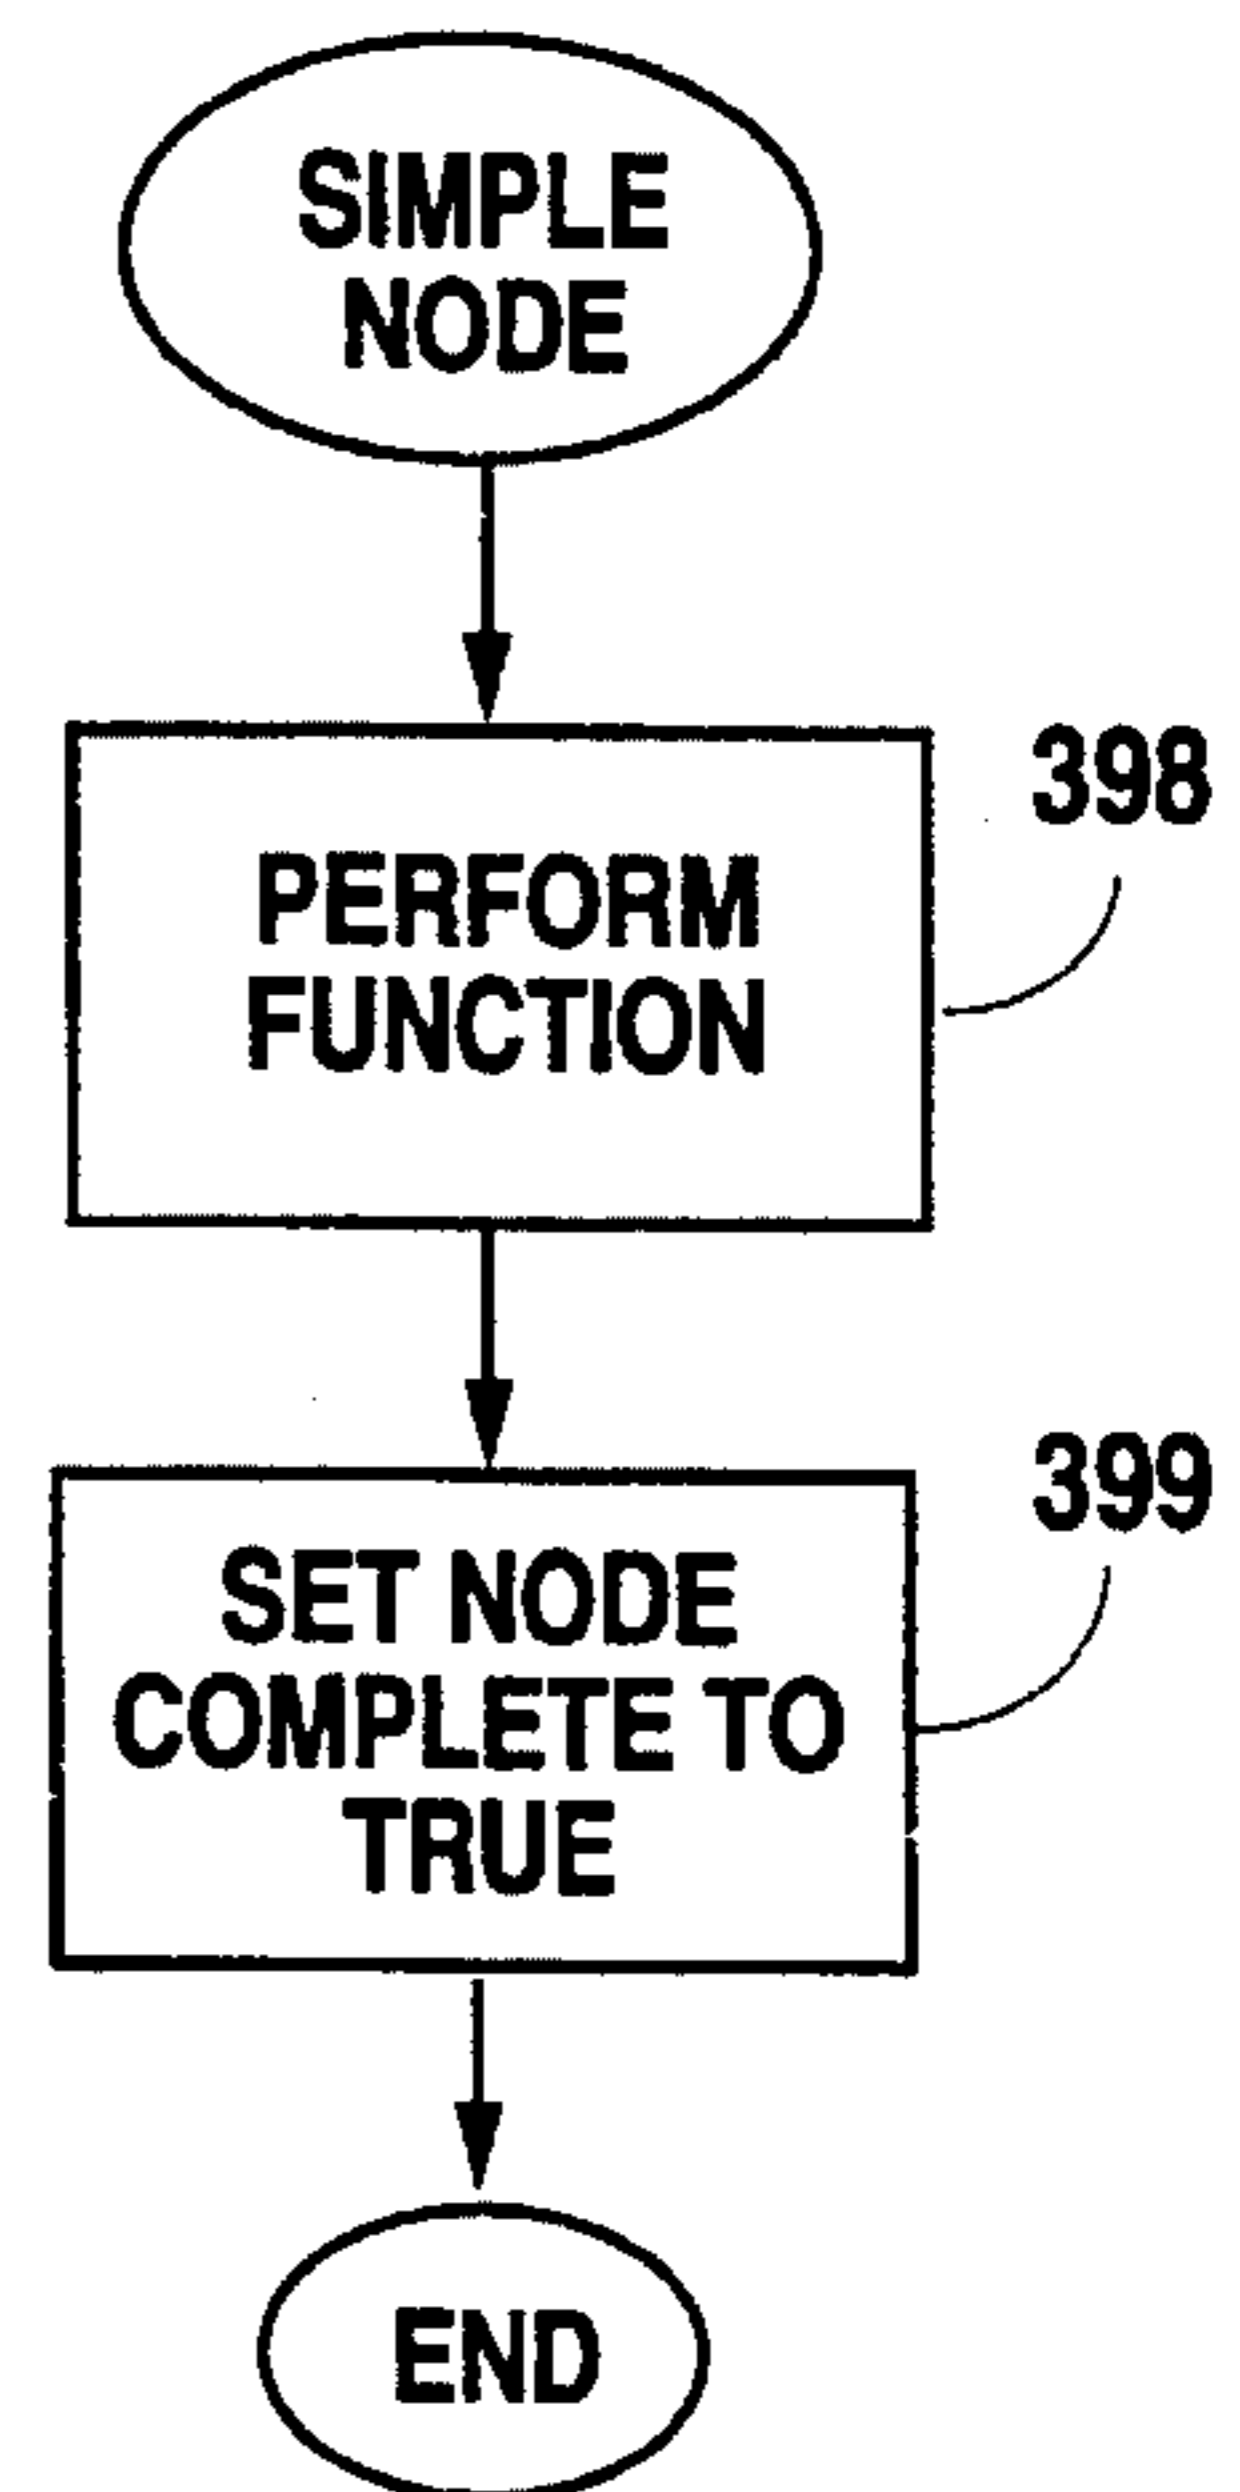 SIMPLE
NODE
398
PERFORM
FUNCTION
399
SET NODE
COMPLETE TO
TRUE
END